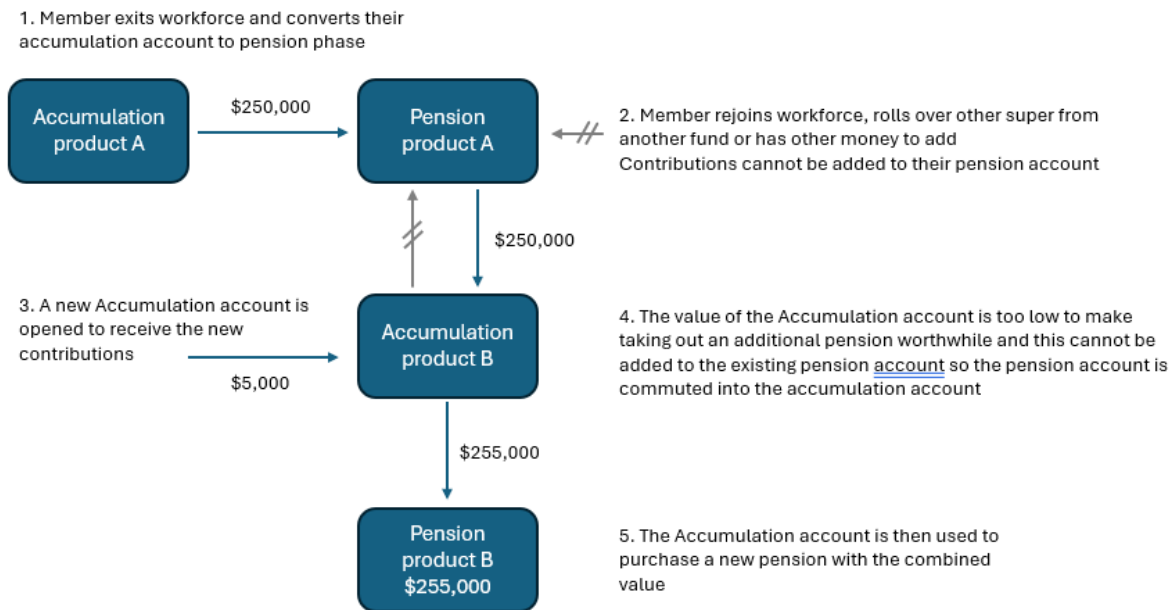 1. Member exits workforce and converts their
accumulation account to pension phase
Accumulation
product A
$250,000
Pension
product A
2. Member rejoins workforce, rolls over other super from
another fund or has other money to add
Contributions cannot be added to their pension account
$250,000
3. A new Accumulation account is
opened to receive the new
contributions
$5,000
Accumulation
product B
4. The value of the Accumulation account is too low to make
taking out an additional pension worthwhile and this cannot be
added to the existing pension account so the pension account is
commuted into the accumulation account
$255,000
Pension
product B
$255,000
5. The Accumulation account is then used to
purchase a new pension with the combined
value